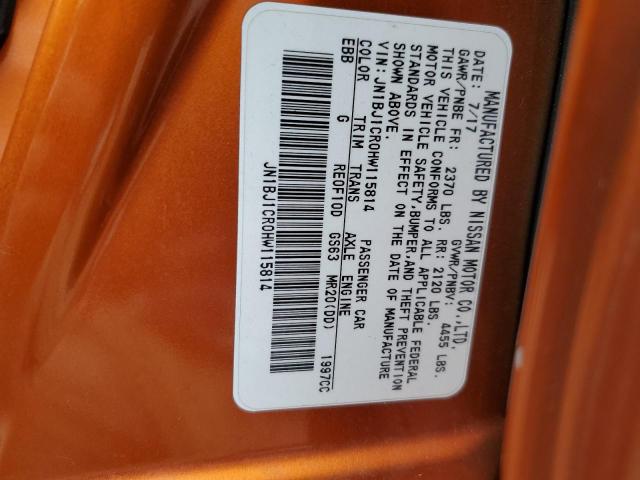 MANUFACTURED BY NISSAN MOTOR CO.,LTD.
DATE: 7/17 GVWR/PNBV: 4455 LBS.
GAWR/PNBE FR: 2370 LBS. RR: 2120 LBS.
THIS VEHICLE CONFORMS TO ALL APPLICABLE FEDERAL
MOTOR VEHICLE SAFETY,BUMPER,AND THEFT PREVENTION
STANDARDS IN EFFECT ON THE DATE OF MANUFACTURE
SHOWN ABOVE.
VIN:JN1BJ1CR0HW115814 PASSENGER CAR
COLOR TRIM TRANS AXLE ENGINE
EBB G RE0F10D GS63 MR20(DD) 1997CC
JN1BJ1CR0HW115814